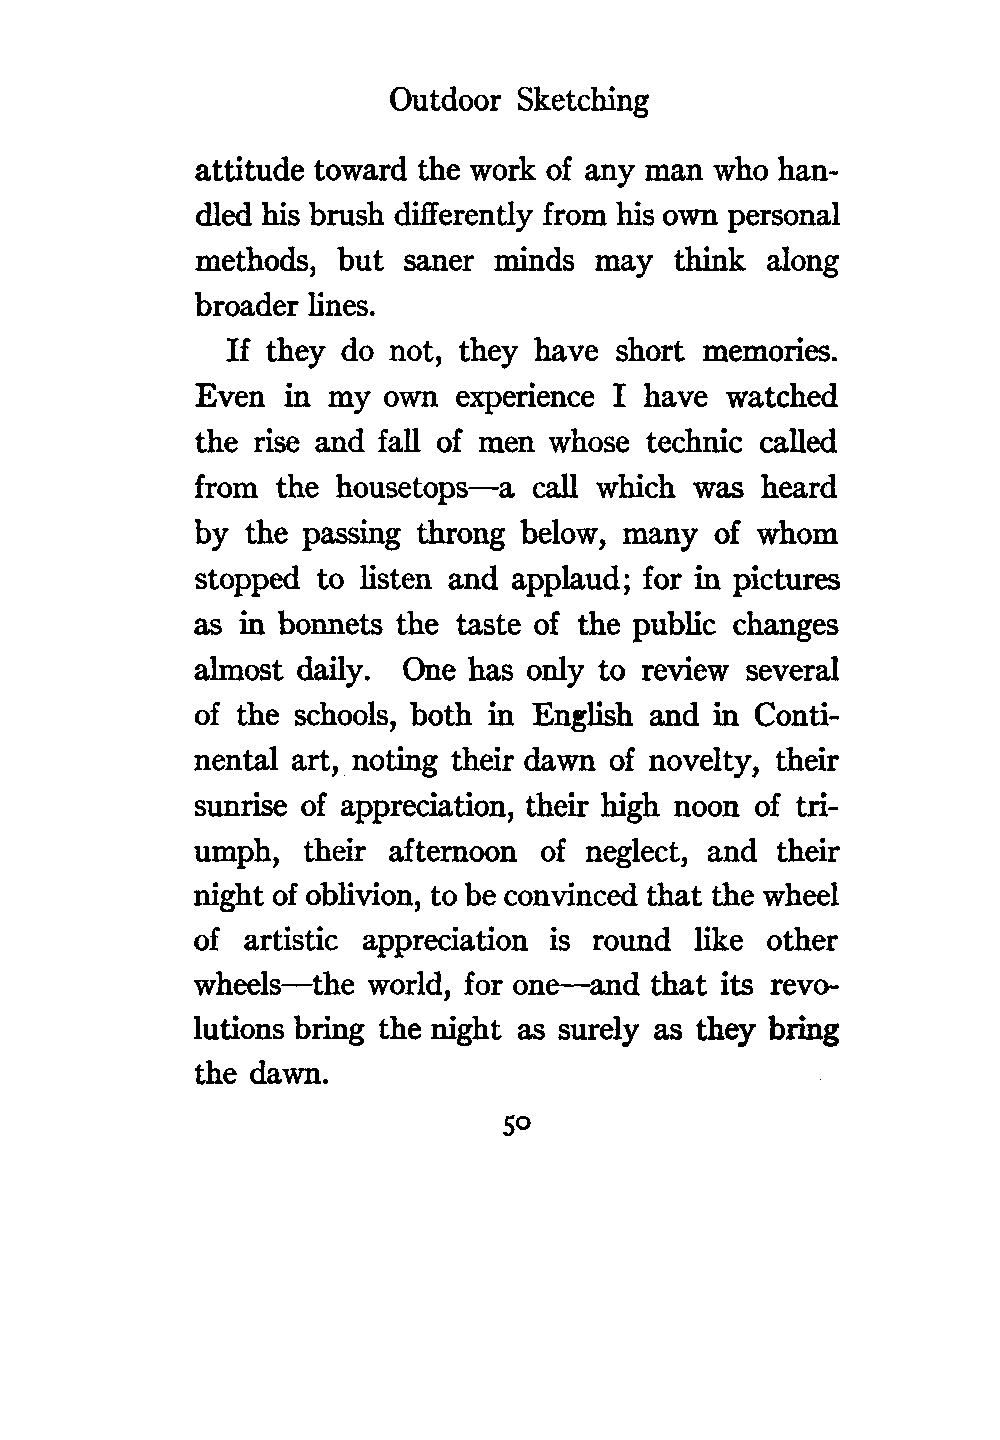 Outdoor Sketching
attitude toward the work of any man who han-
dled his brush differently from his own personal
methods, but saner minds may think along
broader lines.
If they do not, they have short memories.
Even in my own experience I have watched
the rise and fall of men whose technic called
from the housetops—a call which was heard
by the passing throng below, many of whom
stopped to listen and applaud; for in pictures
as in bonnets the taste of the public changes
almost daily. One has only to review several
of the schools, both in English and in Conti-
nental art, noting their dawn of novelty, their
sunrise of appreciation, their high noon of tri-
umph, their afternoon of neglect, and their
night of oblivion, to be convinced that the wheel
of artistic appreciation is round like other
wheels—the world, for one—and that its revo-
lutions bring the night as surely as they bring
the dawn.
50